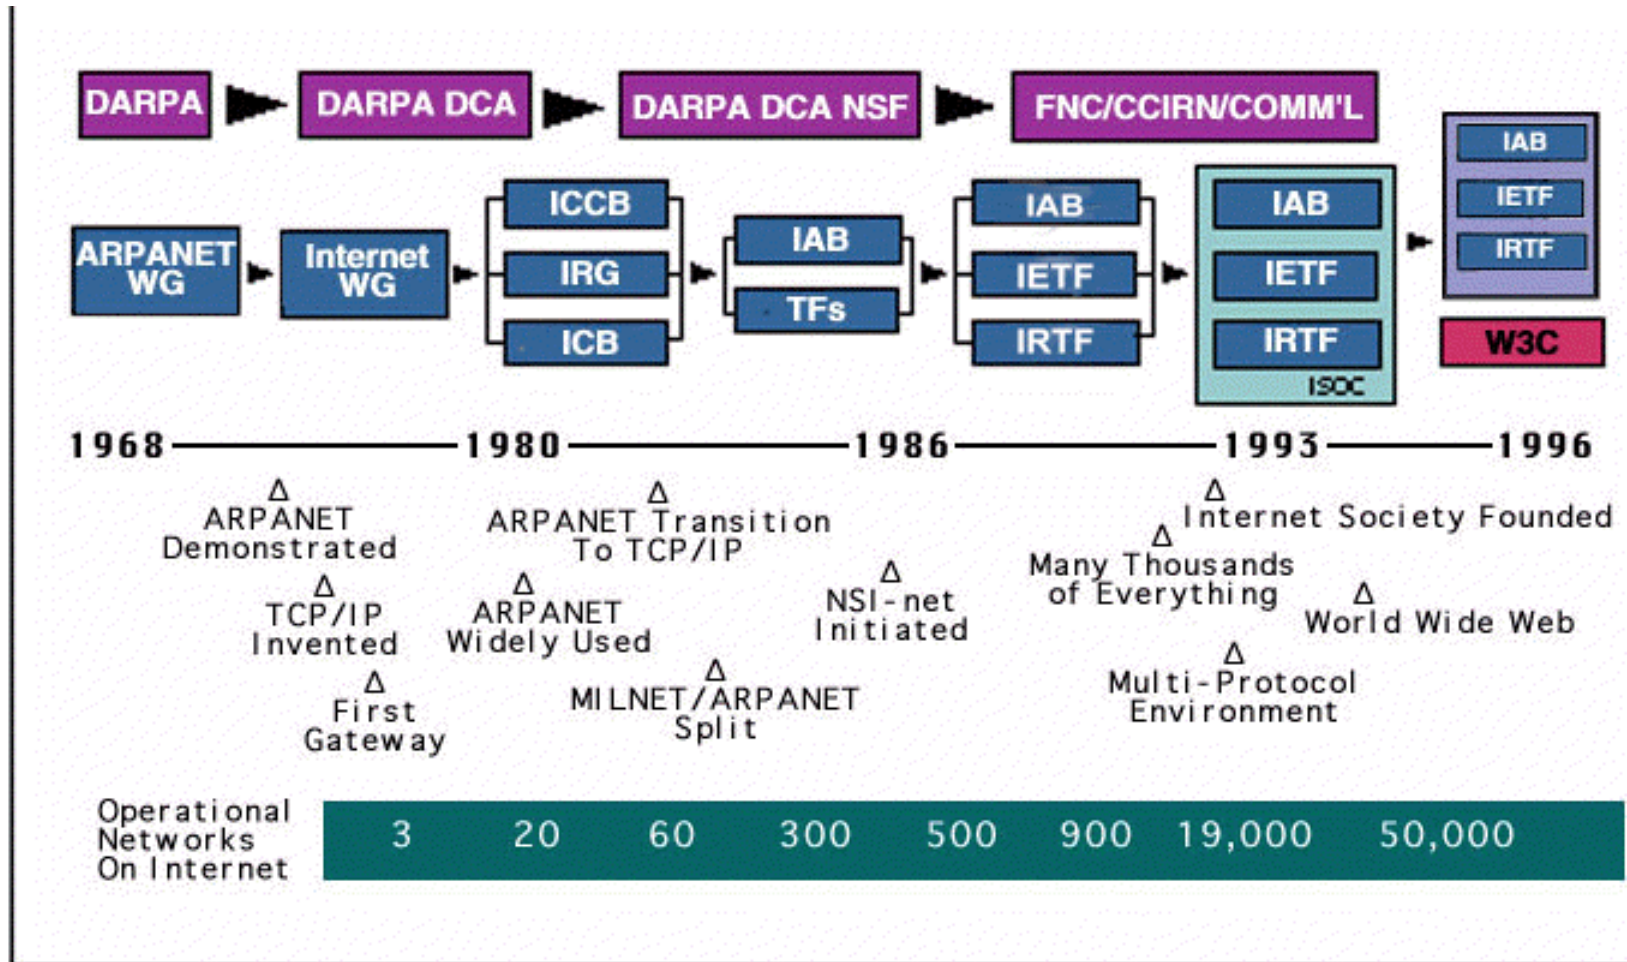 DARPA
DARPA DCA
DARPA DCA NSF
FNC/CCIRN/COMM'L
ARPANET
WG
Internet
WG
ICCB
IRG
ICB
IAB
TFs
IAB
IETF
IRTF
IAB
IETF
IRTF
ISOC
IAB
IETF
IRTF
W3C
1968
1980
1986
1993
1996
Δ
ARPANET
Demonstrated
Δ
TCP/IP
Invented
Δ
First
Gateway
Δ
ARPANET Transition
To TCP/IP
Δ
ARPANET
Widely Used
Δ
MILNET/ARPANET
Split
Δ
NSI-net
Initiated
Δ
Internet Society Founded
Δ
Many Thousands
of Everything
Δ
World Wide Web
Δ
Multi-Protocol
Environment
Operational
Networks
On Internet
3 20 60 300 500 900 19,000 50,000